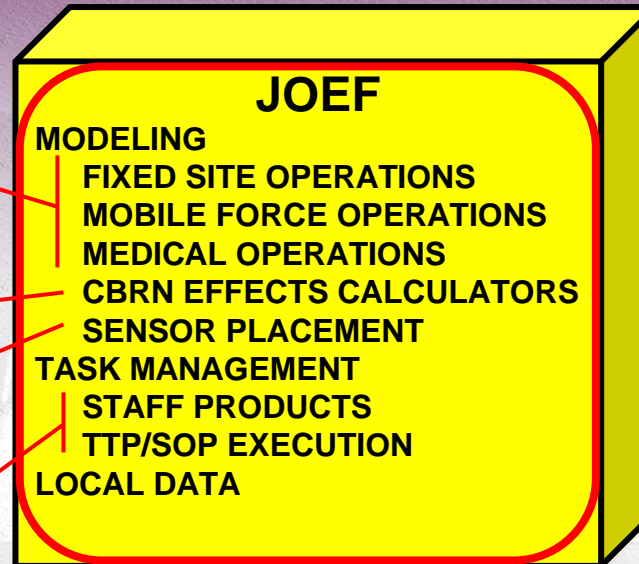 JOEF
MODELING
FIXED SITE OPERATIONS
MOBILE FORCE OPERATIONS
MEDICAL OPERATIONS
CBRN EFFECTS CALCULATORS
SENSOR PLACEMENT
TASK MANAGEMENT
STAFF PRODUCTS
TTP/SOP EXECUTION
LOCAL DATA